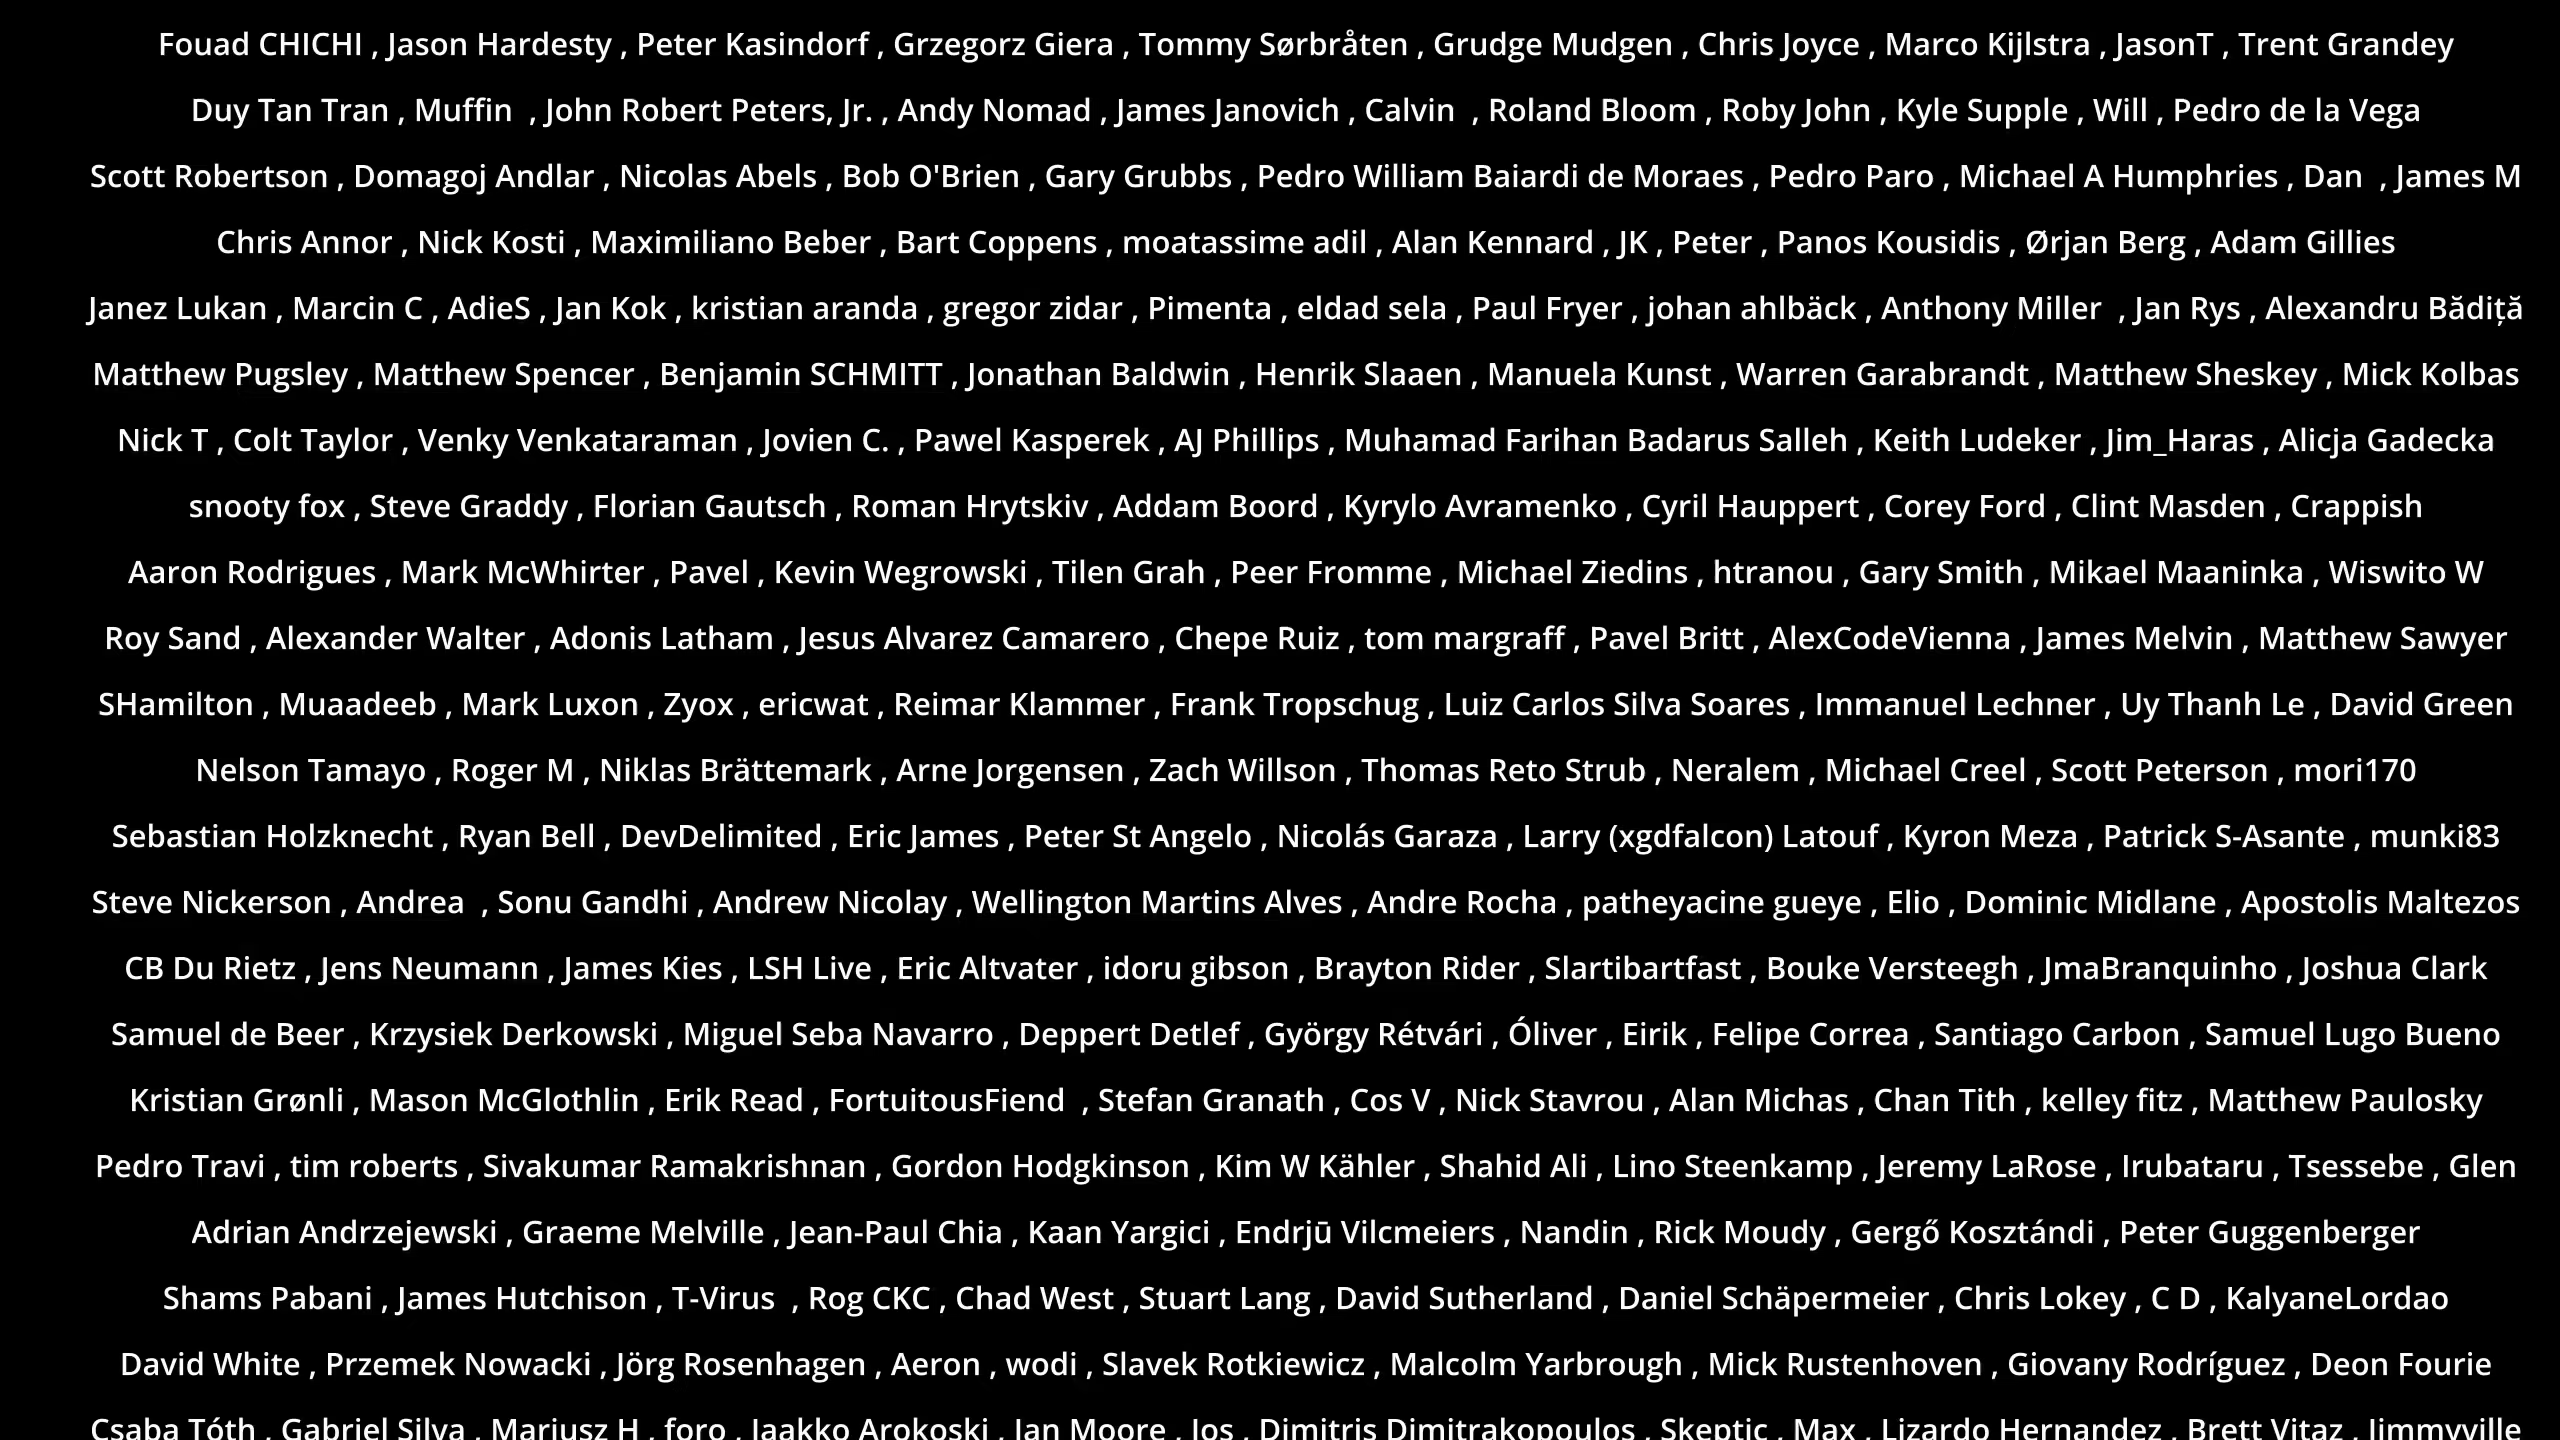 Fouad CHICHI , Jason Hardesty , Peter Kasindorf , Grzegorz Giera , Tommy Sørbråten , Grudge Mudgen , Chris Joyce , Marco Kijlstra , JasonT , Trent Grandey
Duy Tan Tran , Muffin  , John Robert Peters, Jr. , Andy Nomad , James Janovich , Calvin  , Roland Bloom , Roby John , Kyle Supple , Will , Pedro de la Vega
Scott Robertson , Domagoj Andlar , Nicolas Abels , Bob O'Brien , Gary Grubbs , Pedro William Baiardi de Moraes , Pedro Paro , Michael A Humphries , Dan  , James M
Chris Annor , Nick Kosti , Maximiliano Beber , Bart Coppens , moatassime adil , Alan Kennard , JK , Peter , Panos Kousidis , Ørjan Berg , Adam Gillies
Janez Lukan , Marcin C , AdieS , Jan Kok , kristian aranda , gregor zidar , Pimenta , eldad sela , Paul Fryer , johan ahlbäck , Anthony Miller  , Jan Rys , Alexandru Bădiță
Matthew Pugsley , Matthew Spencer , Benjamin SCHMITT , Jonathan Baldwin , Henrik Slaaen , Manuela Kunst , Warren Garabrandt , Matthew Sheskey , Mick Kolbas
Nick T , Colt Taylor , Venky Venkataraman , Jovien C. , Pawel Kasperek , AJ Phillips , Muhamad Farihan Badarus Salleh , Keith Ludeker , Jim_Haras , Alicja Gadecka
snooty fox , Steve Graddy , Florian Gautsch , Roman Hrytskiv , Addam Boord , Kyrylo Avramenko , Cyril Hauppert , Corey Ford , Clint Masden , Crappish
Aaron Rodrigues , Mark McWhirter , Pavel , Kevin Wegrowski , Tilen Grah , Peer Fromme , Michael Ziedins , htranou , Gary Smith , Mikael Maaninka , Wiswito W
Roy Sand , Alexander Walter , Adonis Latham , Jesus Alvarez Camarero , Chepe Ruiz , tom margraff , Pavel Britt , AlexCodeVienna , James Melvin , Matthew Sawyer
SHamilton , Muaadeeb , Mark Luxon , Zyox , ericwat , Reimar Klammer , Frank Tropschug , Luiz Carlos Silva Soares , Immanuel Lechner , Uy Thanh Le , David Green
Nelson Tamayo , Roger M , Niklas Brättemark , Arne Jorgensen , Zach Willson , Thomas Reto Strub , Neralem , Michael Creel , Scott Peterson , mori170
Sebastian Holzknecht , Ryan Bell , DevDelimited , Eric James , Peter St Angelo , Nicolás Garaza , Larry (xgdfalcon) Latouf , Kyron Meza , Patrick S-Asante , munki83
Steve Nickerson , Andrea  , Sonu Gandhi , Andrew Nicolay , Wellington Martins Alves , Andre Rocha , patheyacine gueye , Elio , Dominic Midlane , Apostolis Maltezos
CB Du Rietz , Jens Neumann , James Kies , LSH Live , Eric Altvater , idoru gibson , Brayton Rider , Slartibartfast , Bouke Versteegh , JmaBranquinho , Joshua Clark
Samuel de Beer , Krzysiek Derkowski , Miguel Seba Navarro , Deppert Detlef , György Rétvári , Óliver , Eirik , Felipe Correa , Santiago Carbon , Samuel Lugo Bueno
Kristian Grønli , Mason McGlothlin , Erik Read , FortuitousFiend  , Stefan Granath , Cos V , Nick Stavrou , Alan Michas , Chan Tith , kelley fitz , Matthew Paulosky
Pedro Travi , tim roberts , Sivakumar Ramakrishnan , Gordon Hodgkinson , Kim W Kähler , Shahid Ali , Lino Steenkamp , Jeremy LaRose , Irubataru , Tsessebe , Glen
Adrian Andrzejewski , Graeme Melville , Jean-Paul Chia , Kaan Yargici , Endrjū Vilcmeiers , Nandin , Rick Moudy , Gergő Kosztándi , Peter Guggenberger
Shams Pabani , James Hutchison , T-Virus  , Rog CKC , Chad West , Stuart Lang , David Sutherland , Daniel Schäpermeier , Chris Lokey , C D , KalyaneLordao
David White , Przemek Nowacki , Jörg Rosenhagen , Aeron , wodi , Slavek Rotkiewicz , Malcolm Yarbrough , Mick Rustenhoven , Giovany Rodríguez , Deon Fourie
Csaba Tóth , Gabriel Silva , Mariusz H , foro , Jaakko Arokoski , Ian Moore , Jos , Dimitris Dimitrakopoulos , Skeptic , Max , Lizardo Hernandez , Brett Vitaz , Jimmyville